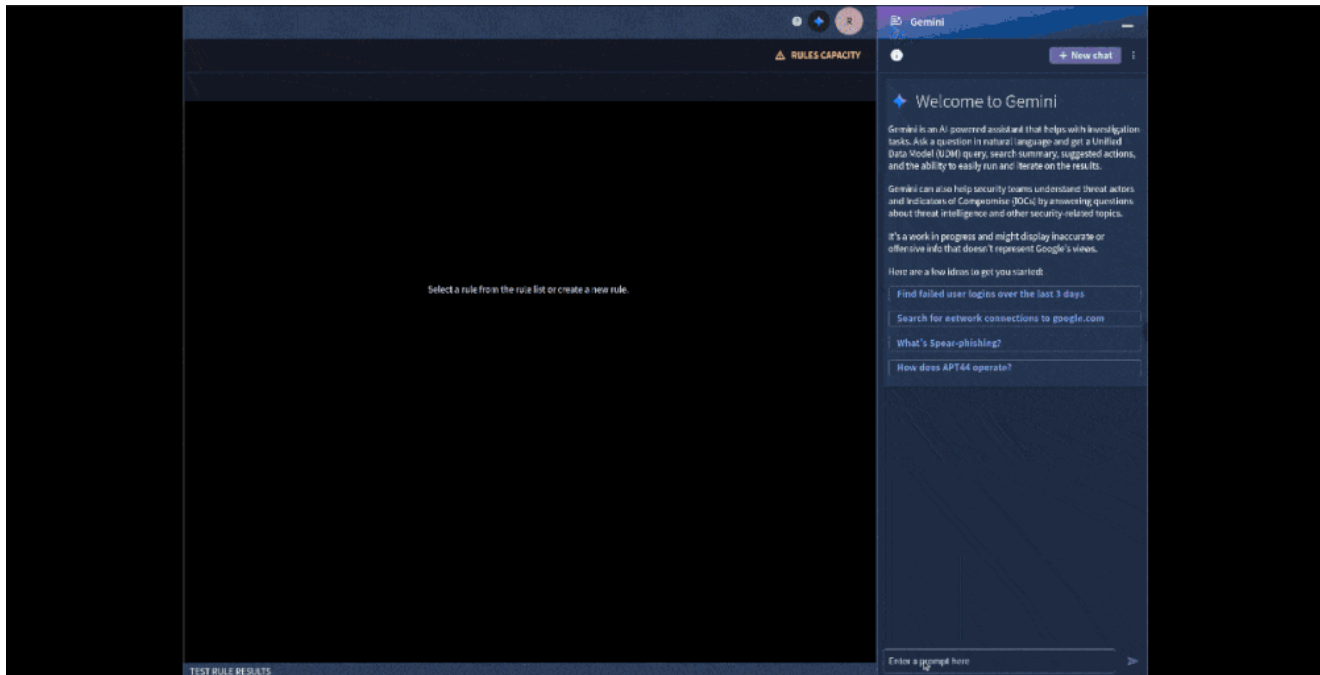 RULES CAPACITY
Select a rule from the rule list or create a new rule.
TEST RULE RESULTS
Gemini
+ New chat
Welcome to Gemini
Gemini is an AI powered assistant that helps with investigation
tasks. Ask a question in natural language and get a Unified
Data Model (UDM) query, search summary, suggested actions,
and the ability to easily run and iterate on the results.
Gemini can also help security teams understand threat actors
and Indicators of Compromise (IOCs) by answering questions
about threat intelligence and other security-related topics.
It's a work in progress and might display inaccurate or
offensive info that doesn't represent Google's views.
Here are a few ideas to get you started:
Find failed user logins over the last 3 days
Search for network connections to google.com
What's Spear-phishing?
How does APT44 operate?
Enter a prompt here